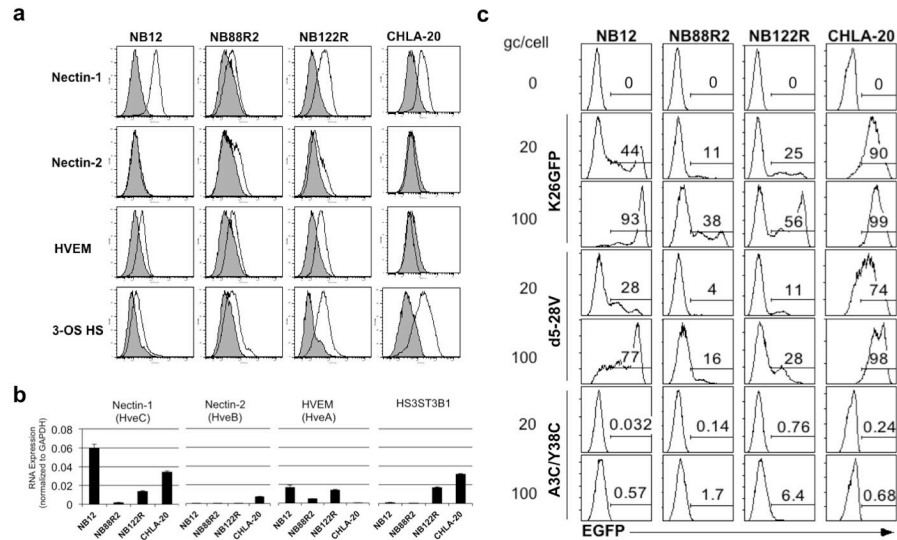 a
NB12 NB88R2 NB122R CHLA-20
Nectin-1
Nectin-2
HVEM
3-OS HS
b
Nectin-1 (HveC)
Nectin-2 (HveB)
HVEM (HveA)
HS3ST3B1
RNA Expression
(normalized to GAPDH)
0.08
0.06
0.04
0.02
0
NB12 NB88R2 NB122R CHLA-20 NB12 NB88R2 NB122R CHLA-20 NB12 NB88R2 NB122R CHLA-20 NB12 NB88R2 NB122R CHLA-20
c
gc/cell NB12 NB88R2 NB122R CHLA-20
0 0 0 0 0
K26GFP
20 44 11 25 90
100 93 38 56 99
d5-28V
20 28 4 11 74
100 77 16 28 98
A3C/Y38C
20 0.032 0.14 0.76 0.24
100 0.57 1.7 6.4 0.68
EGFP